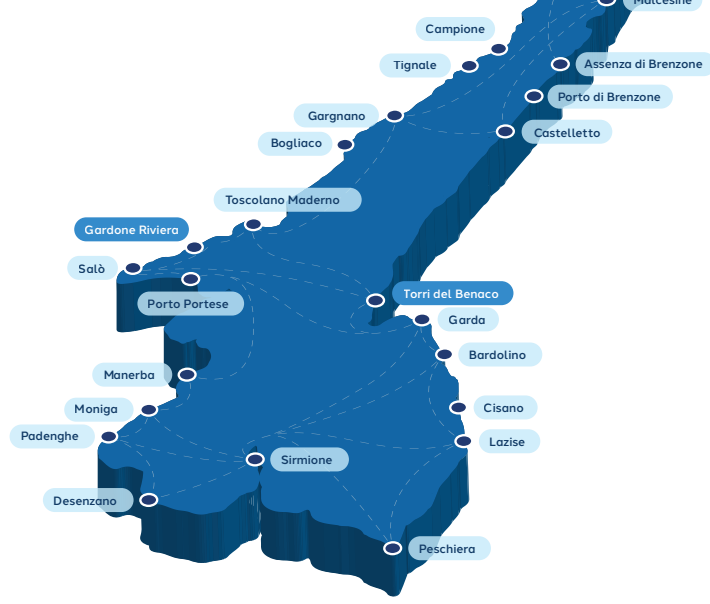 Malcesine
Campione
Tignale
Assenza di Brenzone
Porto di Brenzone
Gargnano
Castelletto
Bogliaco
Toscolano Maderno
Gardone Riviera
Salò
Torri del Benaco
Porto Portese
Garda
Bardolino
Manerba
Moniga
Cisano
Padenghe
Lazise
Sirmione
Desenzano
Peschiera